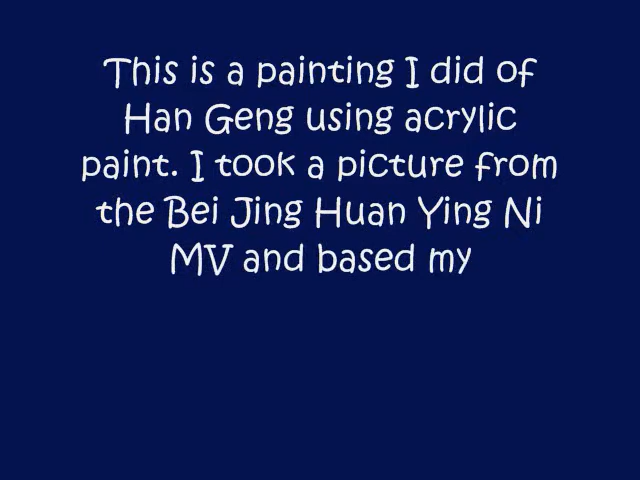 This is a painting I did of
Han Geng using acrylic
paint. I took a picture from
the Bei Jing Huan Ying Ni
MV and based my